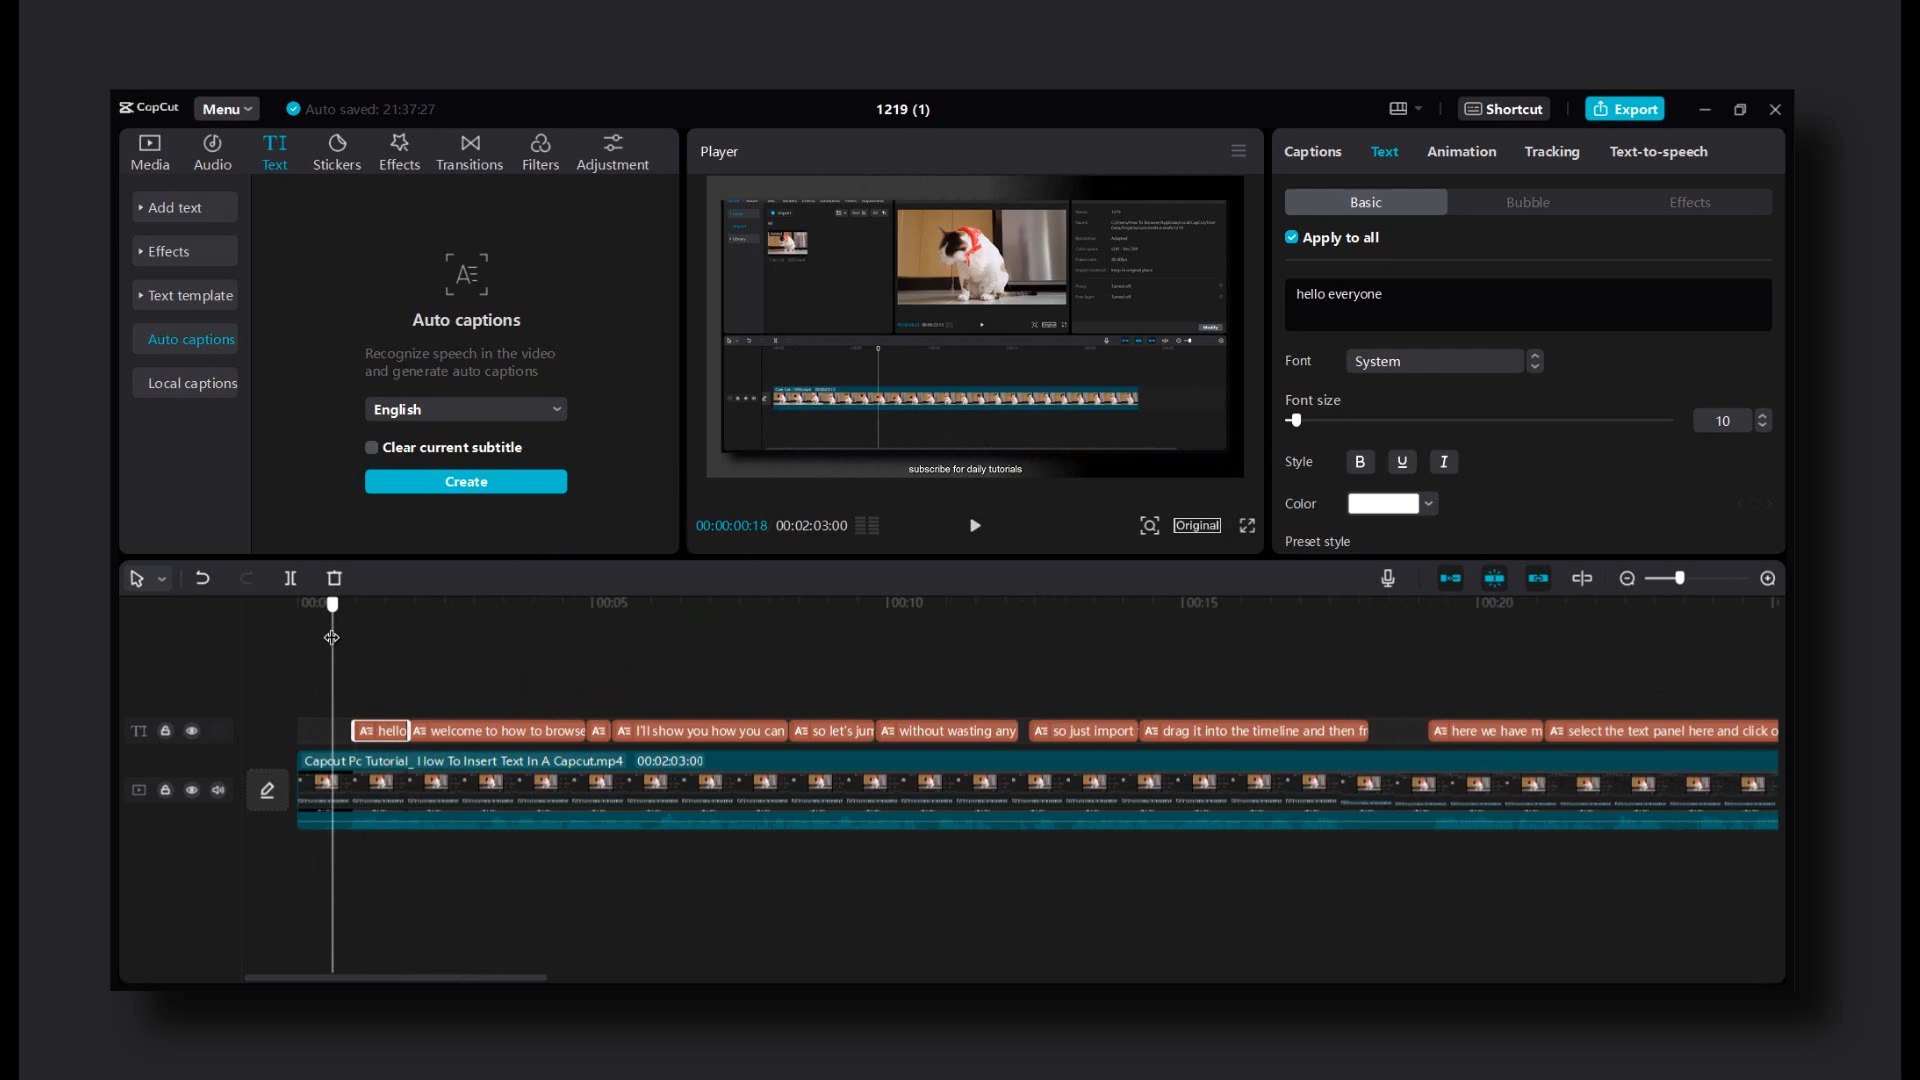 CapCut
Menu
Auto saved: 21:37:27
1219 (1)
Shortcut
Export
Media
Audio
TI
Text
Stickers
Effects
Transitions
Filters
Adjustment
Add text
Effects
Text template
Auto captions
Local captions
Auto captions
Recognize speech in the video
and generate auto captions
English
Clear current subtitle
Create
Player
subscribe for daily tutorials
00:00:00:18
00:02:03:00
Original
Captions
Text
Animation
Tracking
Text-to-speech
Basic
Bubble
Effects
Apply to all
hello everyone
Font
System
Font size
10
Style
B
U
I
Color
Preset style
00:05
00:10
00:15
00:20
TI
hello
welcome to how to browse
I'll show you how you can
so let's jum
without wasting any
so just import
drag it into the timeline and then fr
here we have m
select the text panel here and click o
Capcut Pc Tutorial_ How To Insert Text In A Capcut.mp4
00:02:03:00